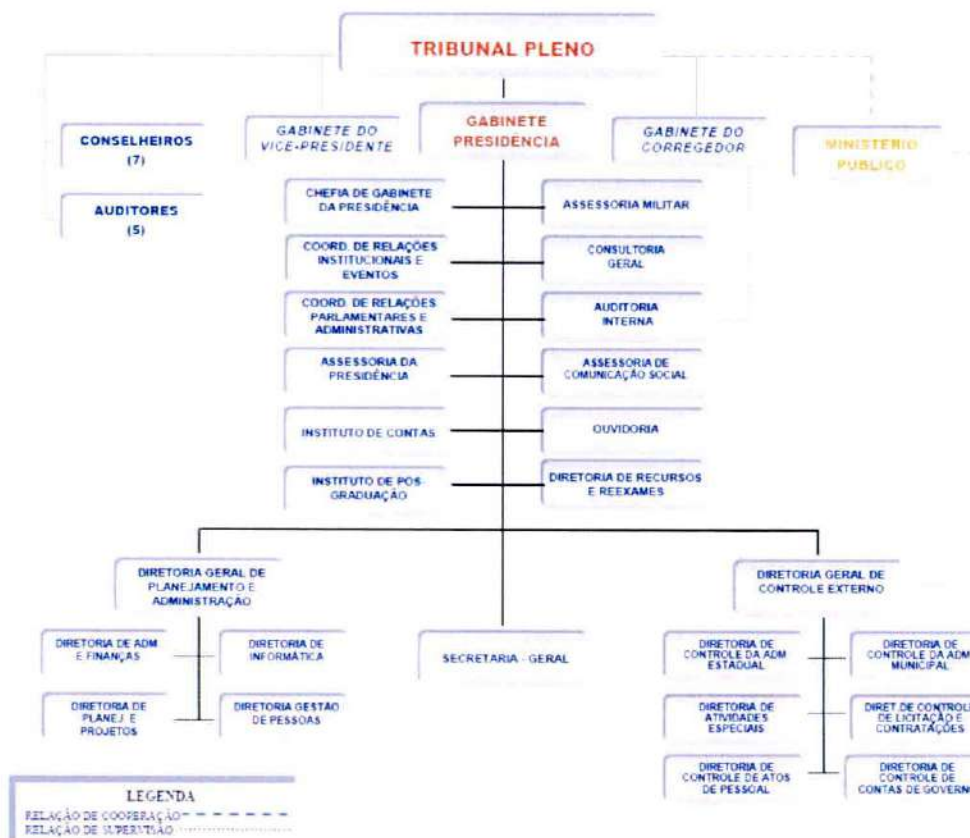 TRIBUNAL PLENO
CONSELHEIROS
(7)
GABINETE DO
VICE-PRESIDENTE
GABINETE
PRESIDÊNCIA
GABINETE DO
CORREGEDOR
MINISTÉRIO
PÚBLICO
AUDITORES
(5)
CHEFIA DE GABINETE
DA PRESIDÊNCIA
ASSESSORIA MILITAR
COORD. DE RELAÇÕES
INSTITUCIONAIS E
EVENTOS
CONSULTORIA
GERAL
COORD. DE RELAÇÕES
PARLAMENTARES E
ADMINISTRATIVAS
AUDITORIA
INTERNA
ASSESSORIA DA
PRESIDÊNCIA
ASSESSORIA DE
COMUNICAÇÃO SOCIAL
INSTITUTO DE CONTAS
OUVIDORIA
INSTITUTO DE PÓS-
GRADUAÇÃO
DIRETORIA DE RECURSOS
E REEXAMES
DIRETORIA GERAL DE
PLANEJAMENTO E
ADMINISTRAÇÃO
DIRETORIA GERAL DE
CONTROLE EXTERNO
DIRETORIA DE ADM
E FINANÇAS
DIRETORIA DE
INFORMÁTICA
SECRETARIA - GERAL
DIRETORIA DE
CONTROLE DA ADM
ESTADUAL
DIRETORIA DE
CONTROLE DA ADM
MUNICIPAL
DIRETORIA DE
PLANEJ. E
PROJETOS
DIRETORIA GESTÃO
DE PESSOAS
DIRETORIA DE
ATIVIDADES
ESPECIAIS
DIRET. DE CONTROLE
DE LICITAÇÃO E
CONTRATAÇÕES
DIRETORIA DE
CONTROLE DE ATOS
DE PESSOAL
DIRETORIA DE
CONTROLE DE
CONTAS DE GOVERNO
LEGENDA
RELAÇÃO DE COOPERAÇÃO
RELAÇÃO DE SUPERVISÃO